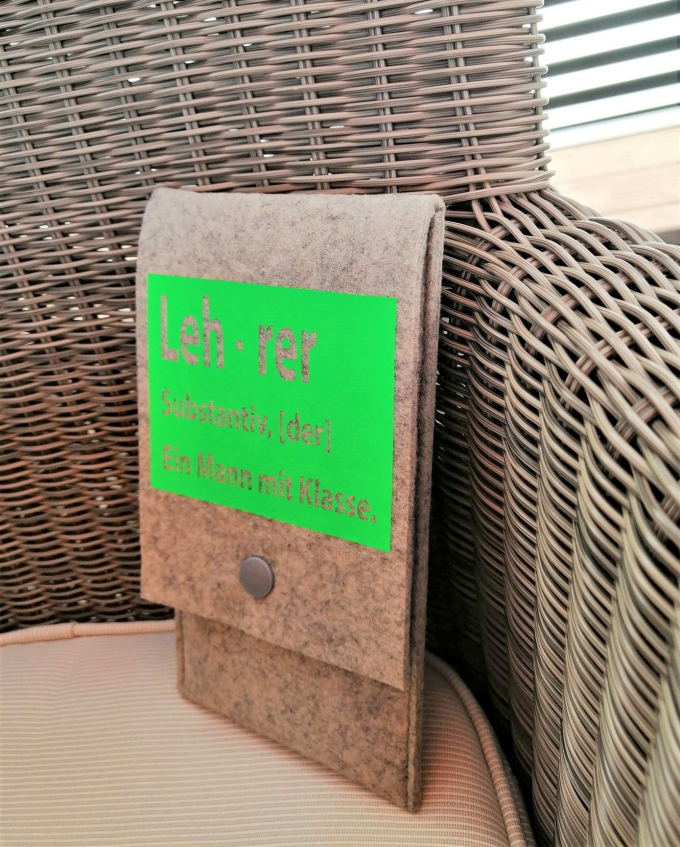 Leh · rer
Substantiv, [der]
Ein Mann mit Klasse.